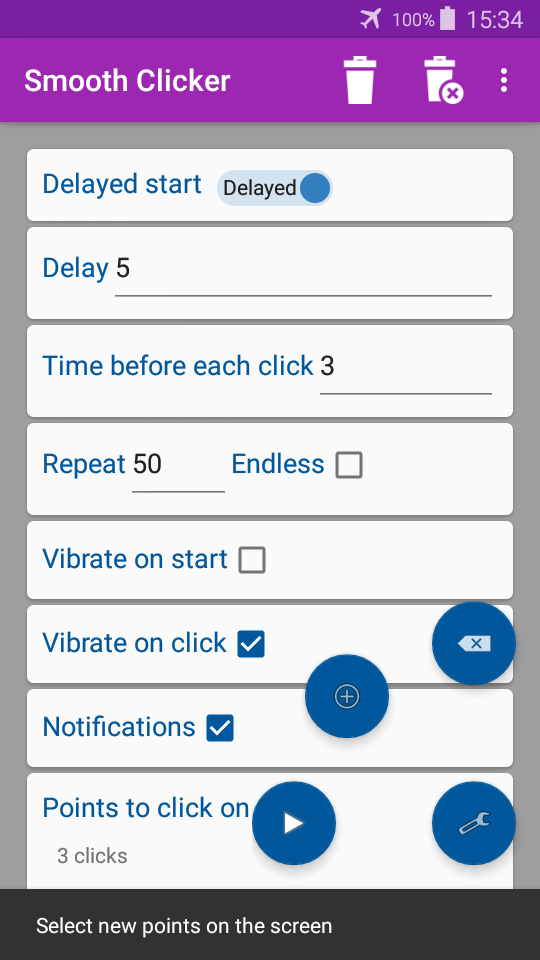 100% 15:34
Smooth Clicker
Delayed start Delayed
Delay 5
Time before each click 3
Repeat 50 Endless
Vibrate on start
Vibrate on click
Notifications
Points to click on
3 clicks
Select new points on the screen